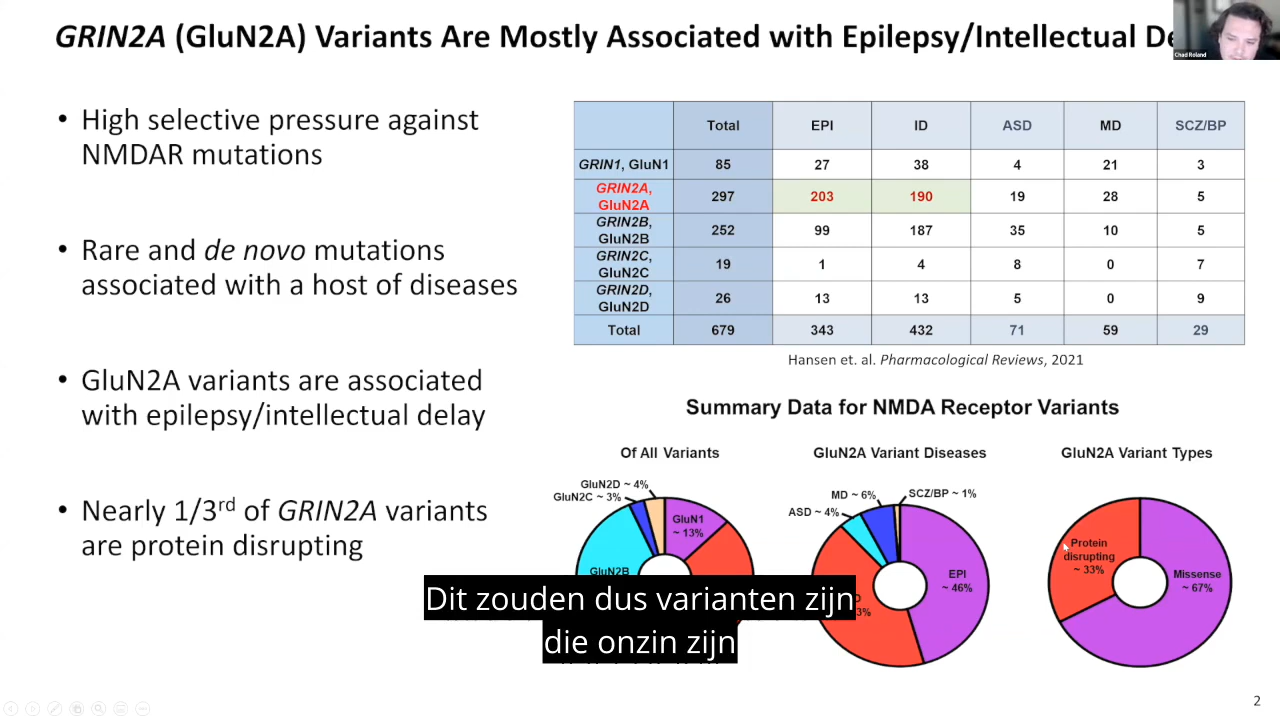 GRIN2A (GluN2A) Variants Are Mostly Associated with Epilepsy/Intellectual
Chad Roland
• High selective pressure against
NMDAR mutations
• Rare and de novo mutations
associated with a host of diseases
• GluN2A variants are associated
with epilepsy/intellectual delay
• Nearly 1/3rd of GRIN2A variants
are protein disrupting
Total EPI ID ASD MD SCZ/BP
GRIN1, GluN1 85 27 38 4 21 3
GRIN2A,
GluN2A 297 203 190 19 28 5
GRIN2B,
GluN2B 252 99 187 35 10 5
GRIN2C,
GluN2C 19 1 4 8 0 7
GRIN2D,
GluN2D 26 13 13 5 0 9
Total 679 343 432 71 59 29
Hansen et. al. Pharmacological Reviews, 2021
Summary Data for NMDA Receptor Variants
Of All Variants
GluN2D ~ 4%
GluN2C ~ 3%
GluN1
~ 13%
GluN2B
GluN2A Variant Diseases
MD ~ 6%
SCZ/BP ~ 1%
ASD ~ 4%
EPI
~ 46%
GluN2A Variant Types
Protein
disrupting
~ 33%
Missense
~ 67%
Dit zouden dus varianten zijn
die onzin zijn
2